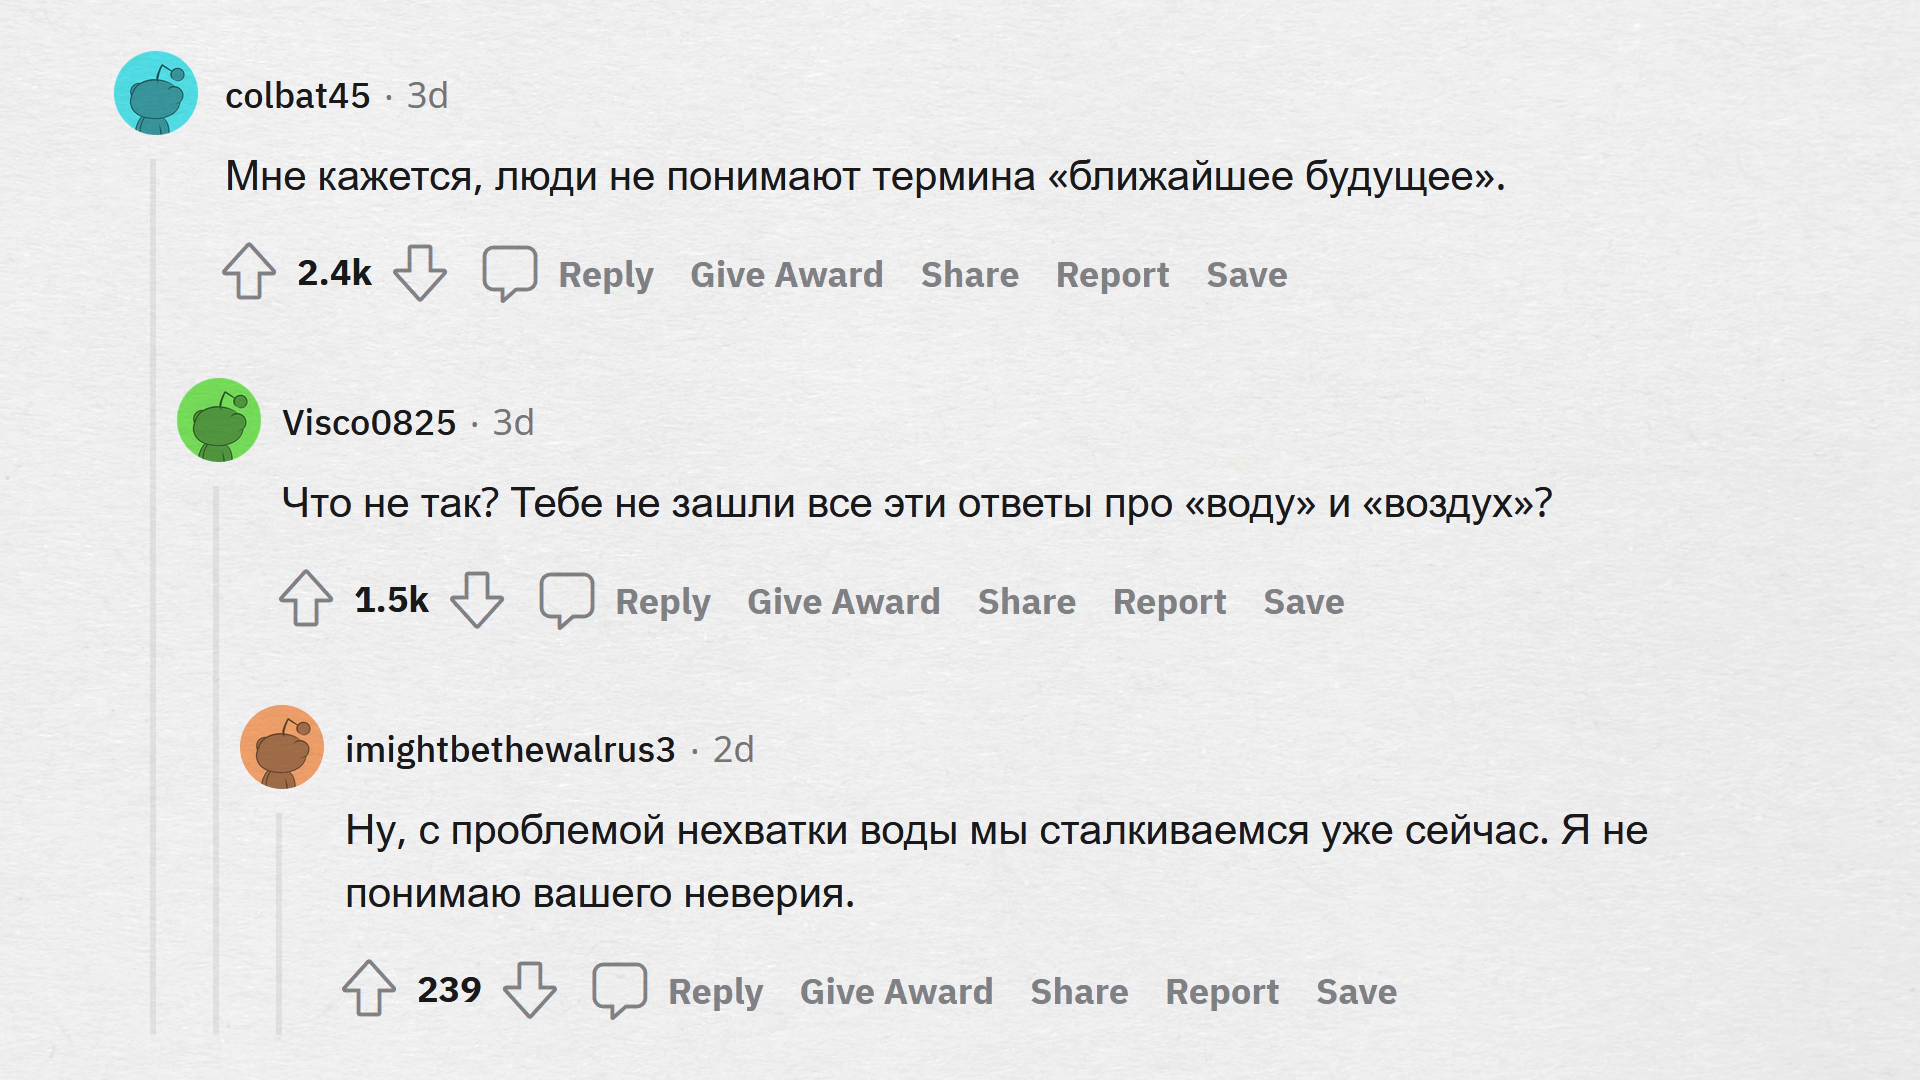 colbat45 · 3d
Мне кажется, люди не понимают термина «ближайшее будущее».
2.4k Reply Give Award Share Report Save
Visco0825 · 3d
Что не так? Тебе не зашли все эти ответы про «воду» и «воздух»?
1.5k Reply Give Award Share Report Save
imightbethewalrus3 · 2d
Ну, с проблемой нехватки воды мы сталкиваемся уже сейчас. Я не
понимаю вашего неверия.
239 Reply Give Award Share Report Save